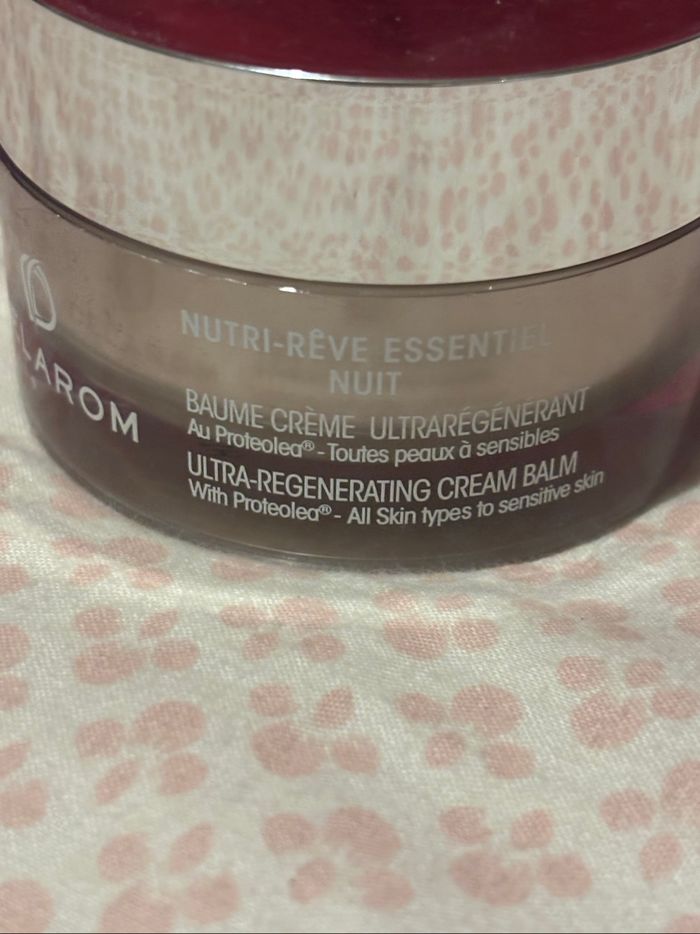 ELAROM
NUTRI-RÊVE ESSENTIEL
NUIT
BAUME CRÈME ULTRARÉGÉNÉRANT
Au Proteolea® - Toutes peaux à sensibles
ULTRA-REGENERATING CREAM BALM
With Proteolea® - All Skin types to sensitive skin